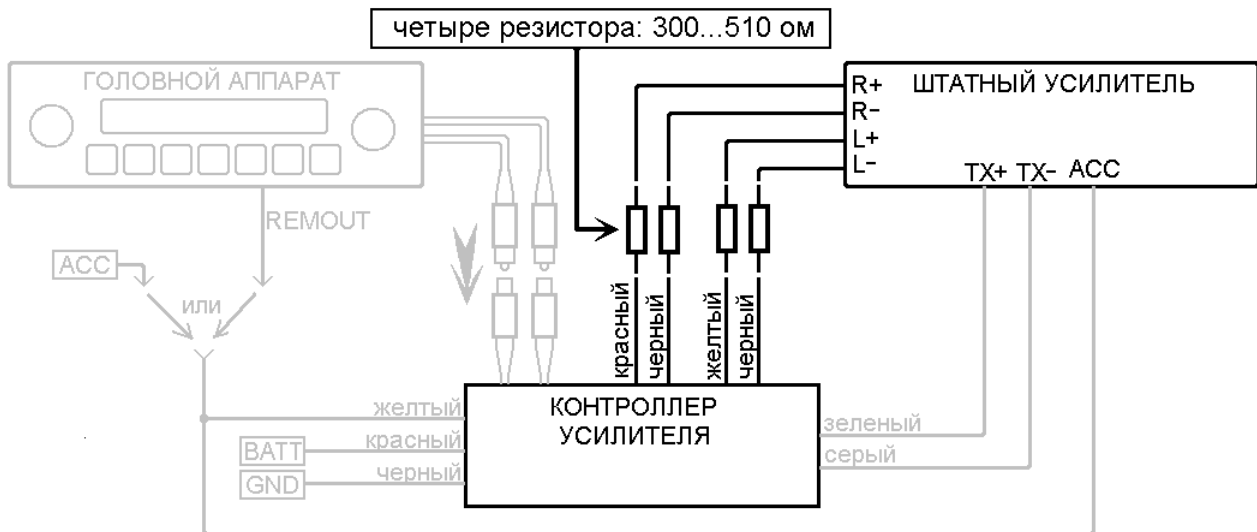 четыре резистора: 300...510 ом
ГОЛОВНОЙ АППАРАТ
ШТАТНЫЙ УСИЛИТЕЛЬ
R+
R-
L+
L-
TX+ TX- ACC
REMOUT
ACC
или
красный
черный
желтый
черный
КОНТРОЛЛЕР
УСИЛИТЕЛЯ
желтый
красный
черный
BATT
GND
зеленый
серый